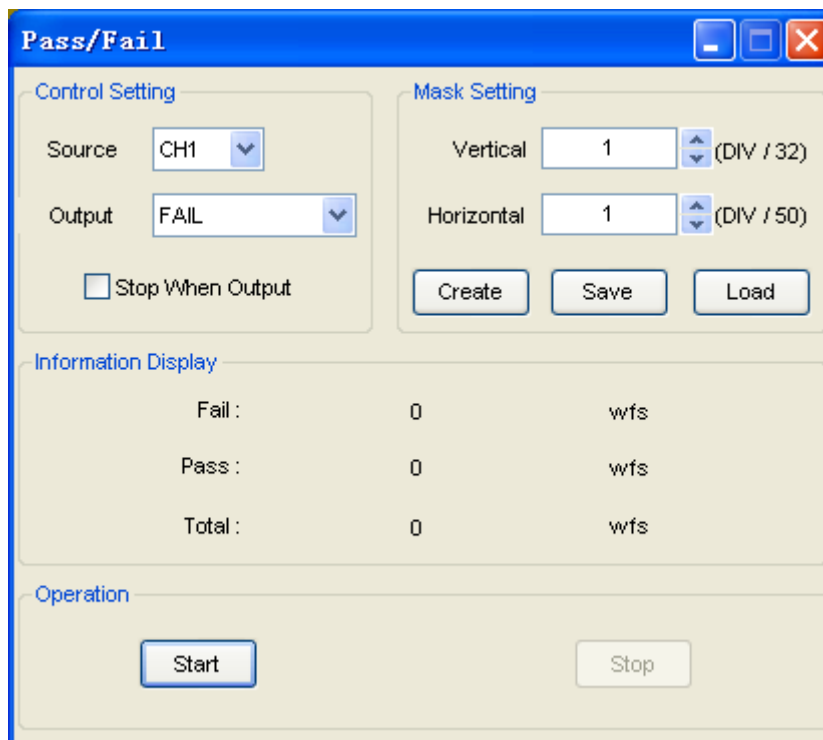 Pass/Fail
Control Setting
Source CH1
Output FAIL
Stop When Output
Mask Setting
Vertical 1 (DIV / 32)
Horizontal 1 (DIV / 50)
Create Save Load
Information Display
Fail : 0 wfs
Pass : 0 wfs
Total : 0 wfs
Operation
Start Stop